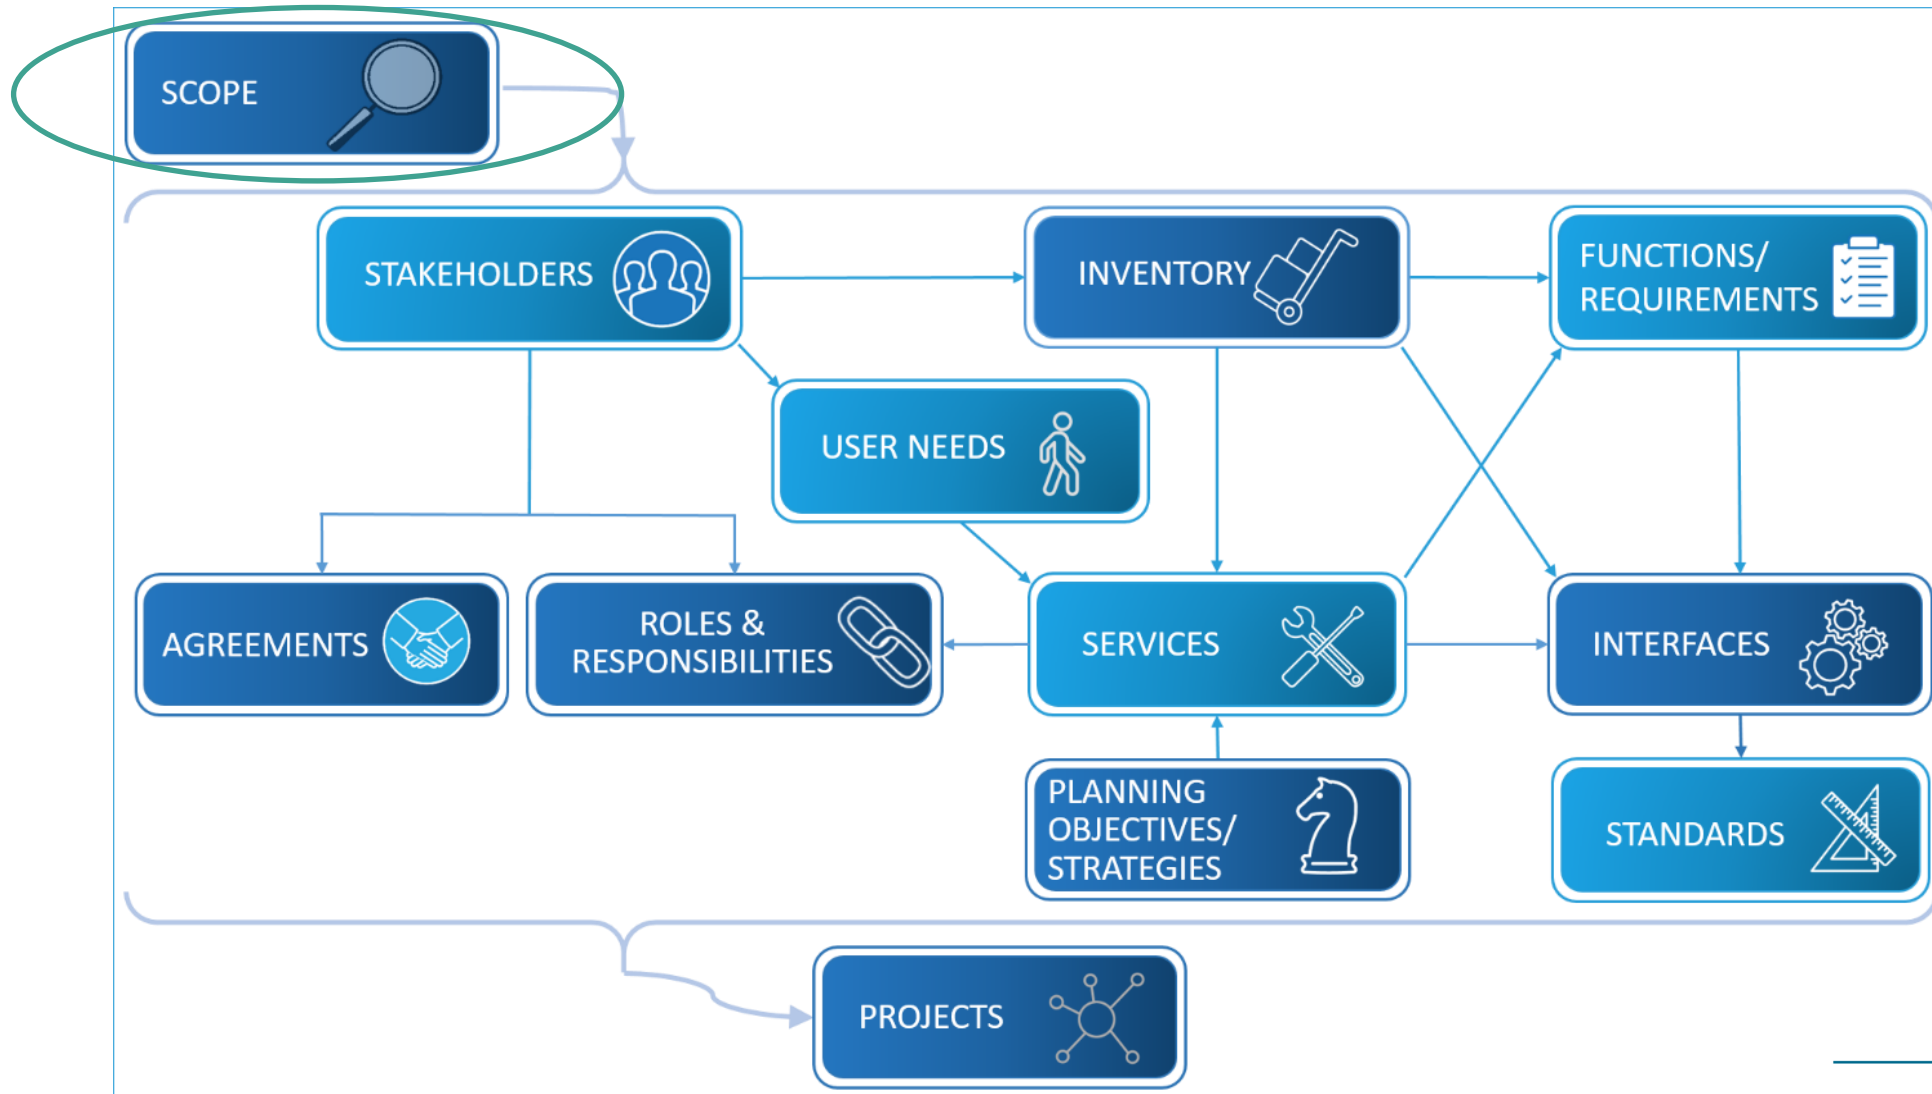 SCOPE
STAKEHOLDERS
INVENTORY
FUNCTIONS/
REQUIREMENTS
USER NEEDS
AGREEMENTS
ROLES &
RESPONSIBILITIES
SERVICES
INTERFACES
PLANNING
OBJECTIVES/
STRATEGIES
STANDARDS
PROJECTS